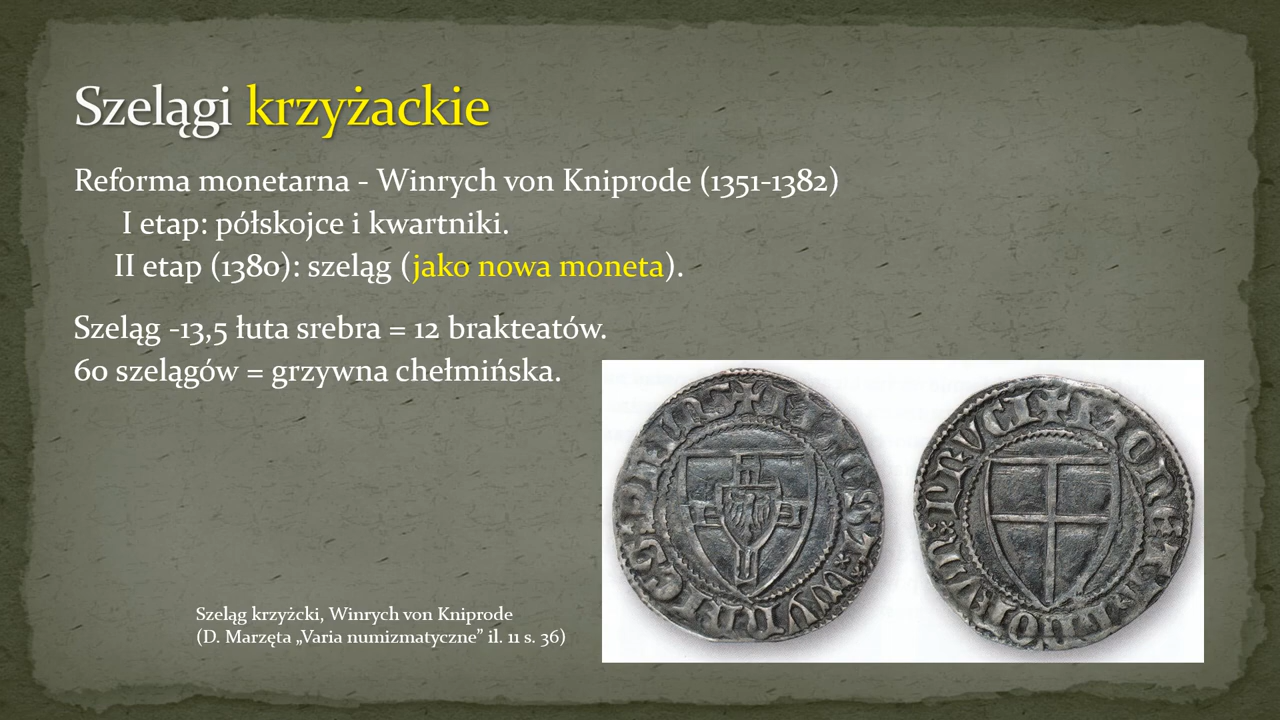 Szelągi krzyżackie
Reforma monetarna - Winrych von Kniprode (1351-1382)
I etap: półskojce i kwartniki.
II etap (1380): szeląg (jako nowa moneta).
Szeląg -13,5 łuta srebra = 12 brakteatów.
60 szelągów = grzywna chełmińska.
Szeląg krzyżcki, Winrych von Kniprode
(D. Marzęta „Varia numizmatyczne” il. 11 s. 36)